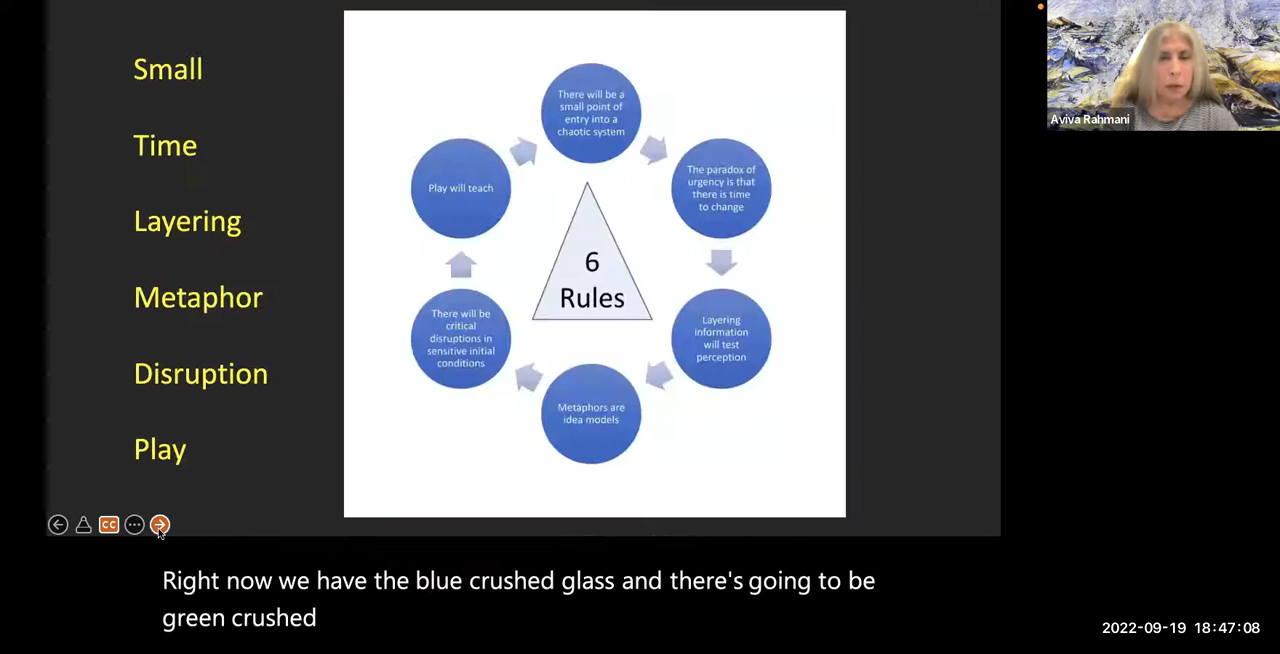 Small
Time
Layering
Metaphor
Disruption
Play
There will be a
small point of
entry into a
chaotic system
The paradox of
urgency is that
there is time
to change
Layering
information
will test
perception
Metaphors are
idea models
There will be
critical
disruptions in
sensitive initial
conditions
Play will teach
6
Rules
Aviva Rahmani
CC
Right now we have the blue crushed glass and there's going to be
green crushed
2022-09-19 18:47:08